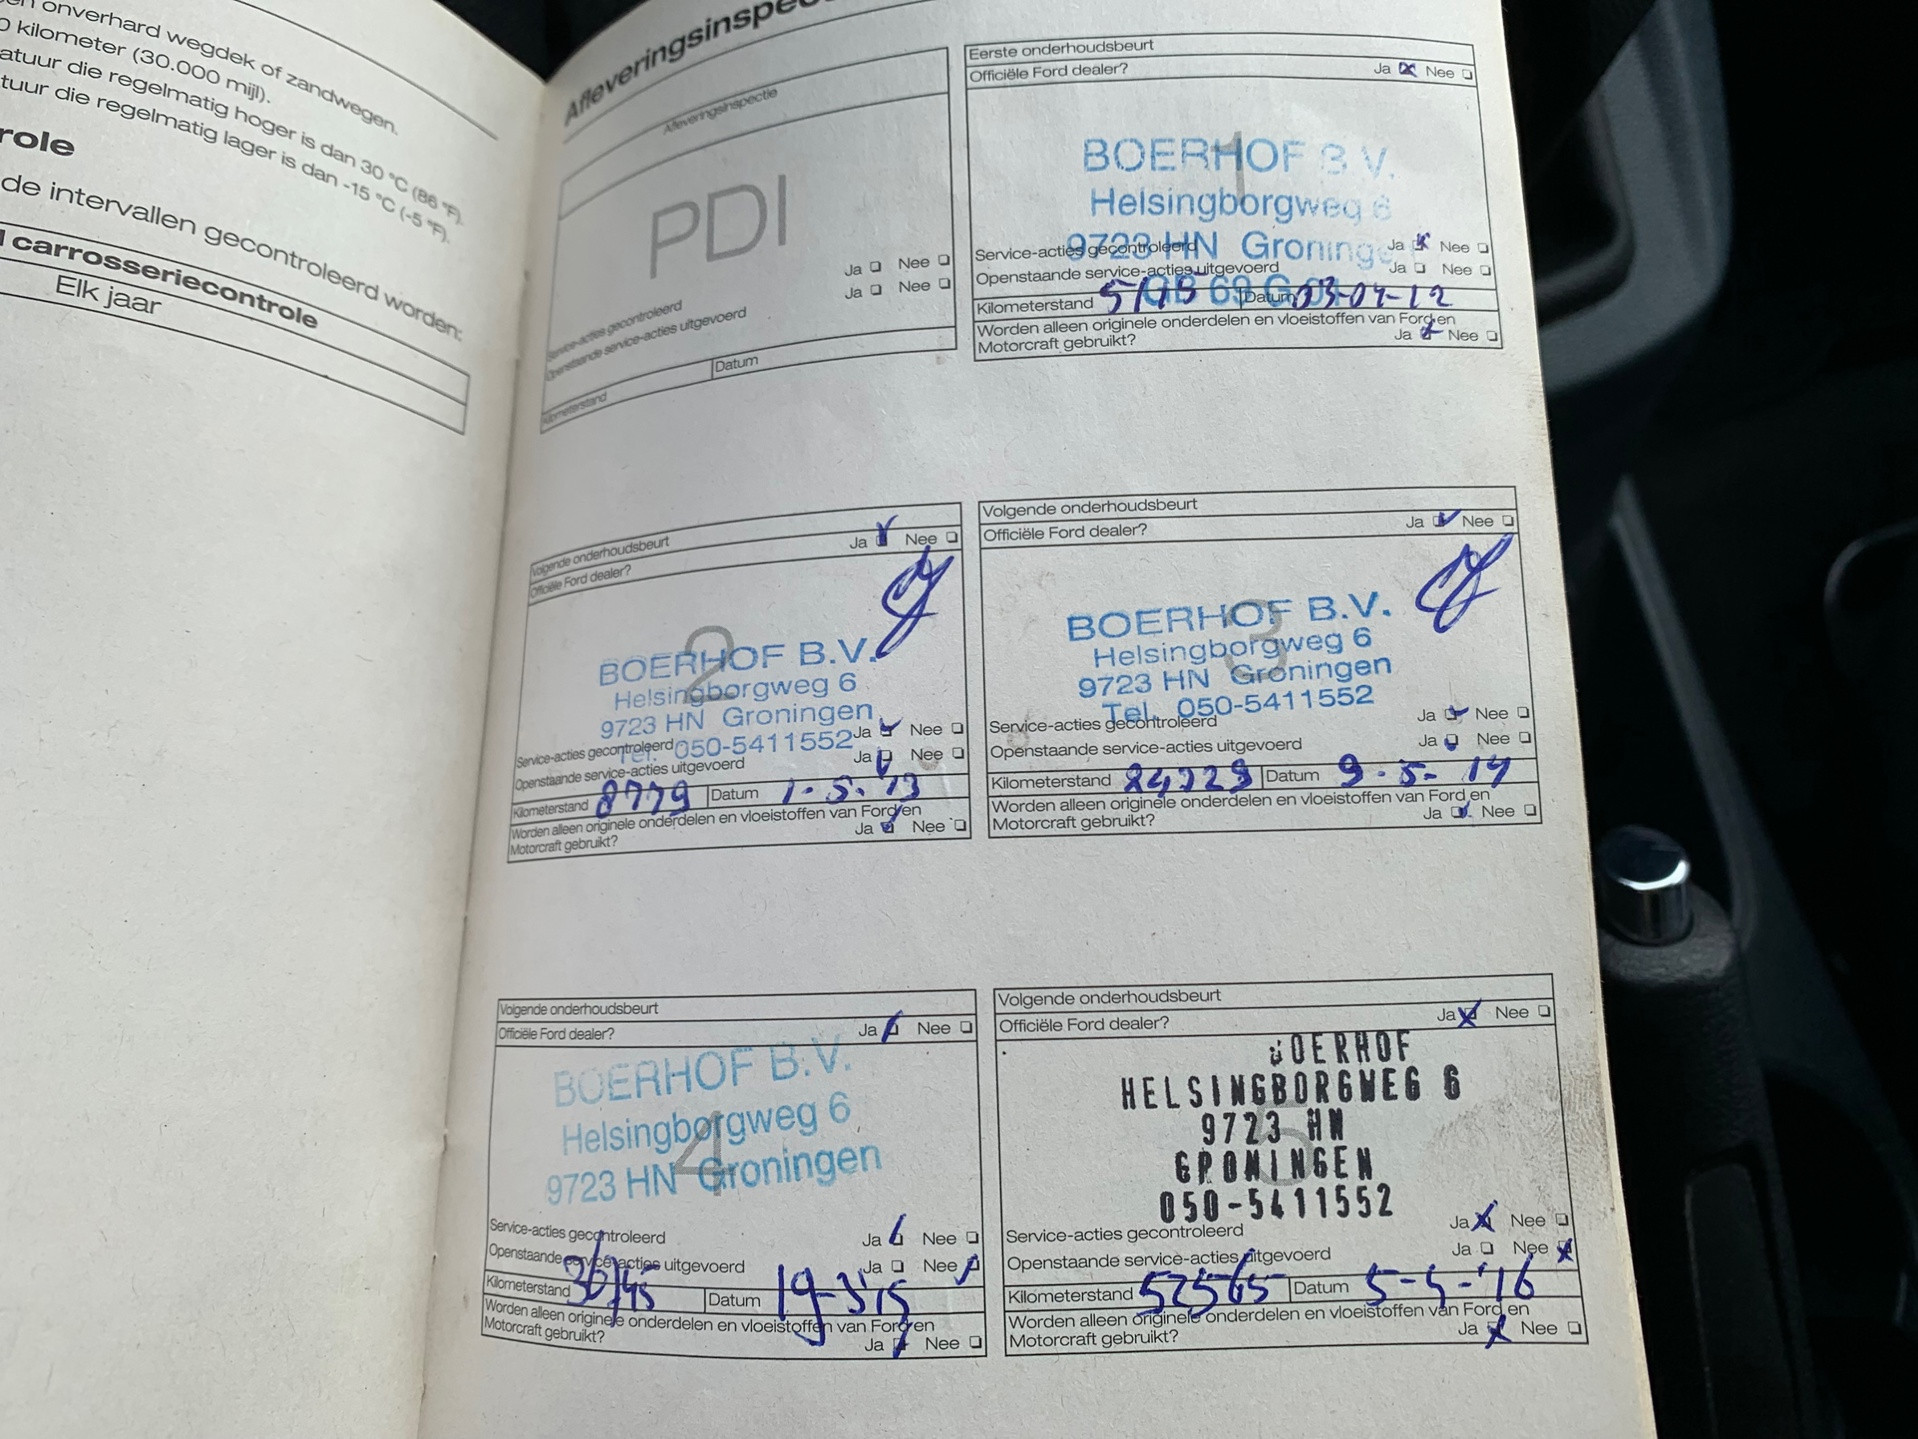 onverhard wegdek of zandwegen.
kilometer (30.000 mijl).
atuur die regelmatig hoger is dan 30 °C (86 °F).
tuur die regelmatig lager is dan -15 °C (-5 °F).
role
de intervallen gecontroleerd worden:
carrosseriecontrole
Elk jaar
Afleveringsinspec
Afleveringsinspectie
PDI
Ja Nee
Ja Nee
Service-acties gecontroleerd
Openstaande service-acties uitgevoerd
Kilometerstand
Datum
Eerste onderhoudsbeurt
Officiële Ford dealer? Ja Nee
1
BOERHOF B.V.
Helsingborgweg 6
9723 HN Groninge
Service-acties gecontroleerd Ja Nee
Openstaande service-acties uitgevoerd Ja Nee
Kilometerstand Datum 03-04-12
Worden alleen originele onderdelen en vloeistoffen van Ford en
Motorcraft gebruikt? Ja Nee
Volgende onderhoudsbeurt
Officiële Ford dealer? Ja Nee
2
BOERHOF B.V.
Helsingborgweg 6
9723 HN Groningen
Tel. 050-5411552
Service-acties gecontroleerd Ja Nee
Openstaande service-acties uitgevoerd Ja Nee
Kilometerstand 8779 Datum 1-5-'13
Worden alleen originele onderdelen en vloeistoffen van Ford en
Motorcraft gebruikt? Ja Nee
Volgende onderhoudsbeurt
Officiële Ford dealer? Ja Nee
3
BOERHOF B.V.
Helsingborgweg 6
9723 HN Groningen
Tel. 050-5411552
Service-acties gecontroleerd Ja Nee
Openstaande service-acties uitgevoerd Ja Nee
Kilometerstand Datum 9-5-14
Worden alleen originele onderdelen en vloeistoffen van Ford en
Motorcraft gebruikt? Ja Nee
Volgende onderhoudsbeurt
Officiële Ford dealer? Ja Nee
4
BOERHOF B.V.
Helsingborgweg 6
9723 HN Groningen
Service-acties gecontroleerd Ja Nee
Openstaande service-acties uitgevoerd Ja Nee
Kilometerstand Datum
Worden alleen originele onderdelen en vloeistoffen van Ford en
Motorcraft gebruikt? Ja Nee
Volgende onderhoudsbeurt
Officiële Ford dealer? Ja Nee
5
BOERHOF
HELSINGBORGWEG 6
9723 HN
GRONINGEN
050-5411552
Service-acties gecontroleerd Ja Nee
Openstaande service-acties uitgevoerd Ja Nee
Kilometerstand 52565 Datum
Worden alleen originele onderdelen en vloeistoffen van Ford en
Motorcraft gebruikt? Ja Nee